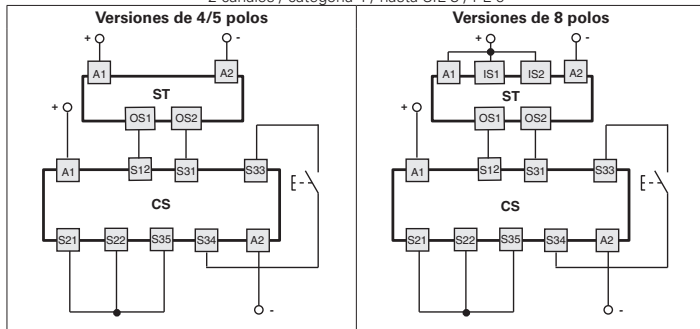 2 canales / categoría 4 / hasta SIL 3 / PL e
Versiones de 4/5 polos
+ -
A1 A2
ST
+
OS1 OS2
A1 S12 S31 S33
E
CS
S21 S22 S35 S34 A2
-
Versiones de 8 polos
+ -
A1 IS1 IS2 A2
ST
+
OS1 OS2
A1 S12 S31 S33
E
CS
S21 S22 S35 S34 A2
-